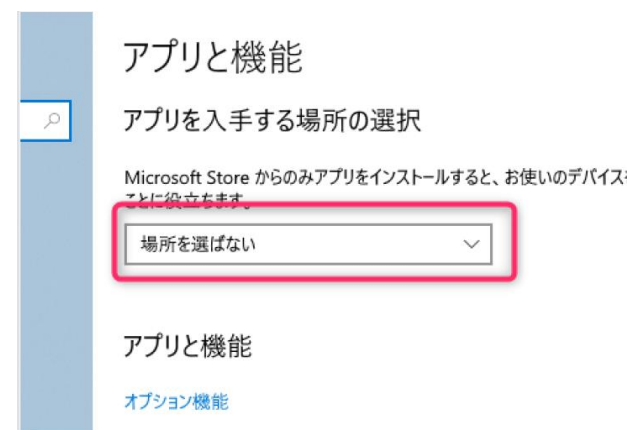 アプリと機能
アプリを入手する場所の選択
Microsoft Store からのみアプリをインストールすると、お使いのデバイスを
ことに役立ちます。
場所を選ばない
アプリと機能
オプション機能